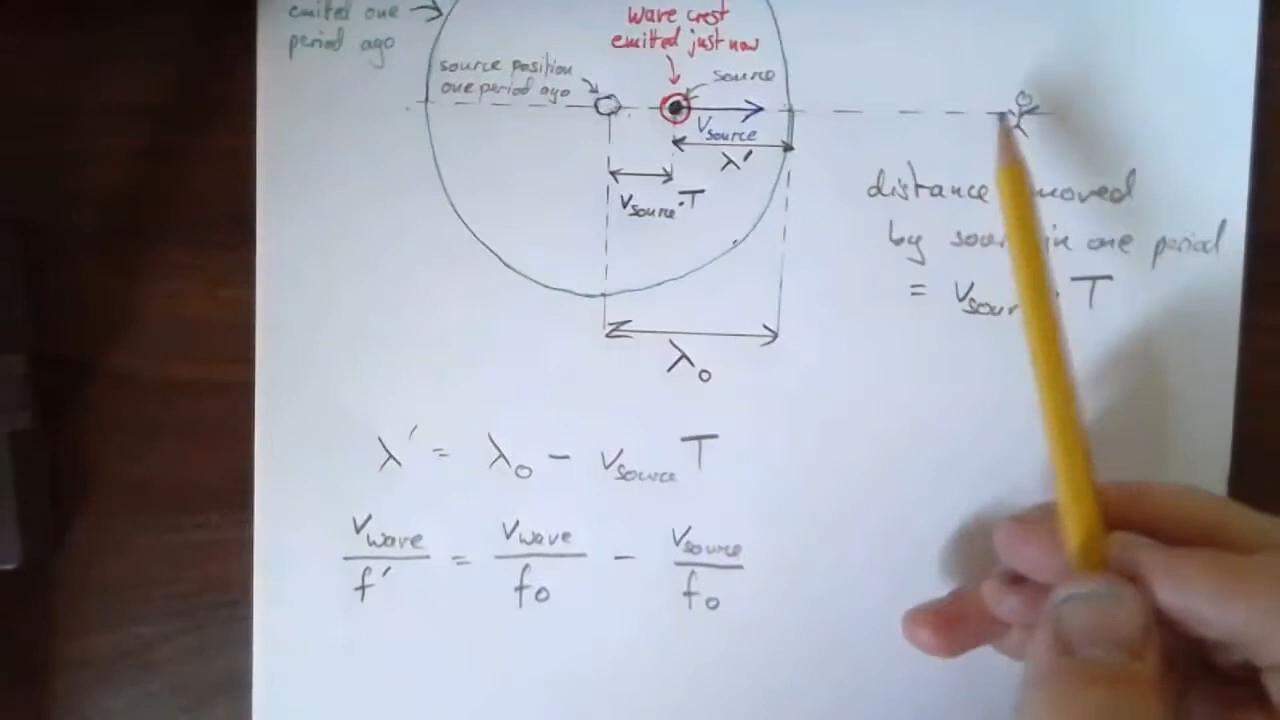 emitted one
period ago
wave crest
emitted just now
source position
one period ago
source
v_source
λ'
v_source·T
λ₀
distance moved
by sour in one period
= v_sour · T
λ' = λ₀ - v_source T
v_wave / f' = v_wave / f₀ - v_source / f₀